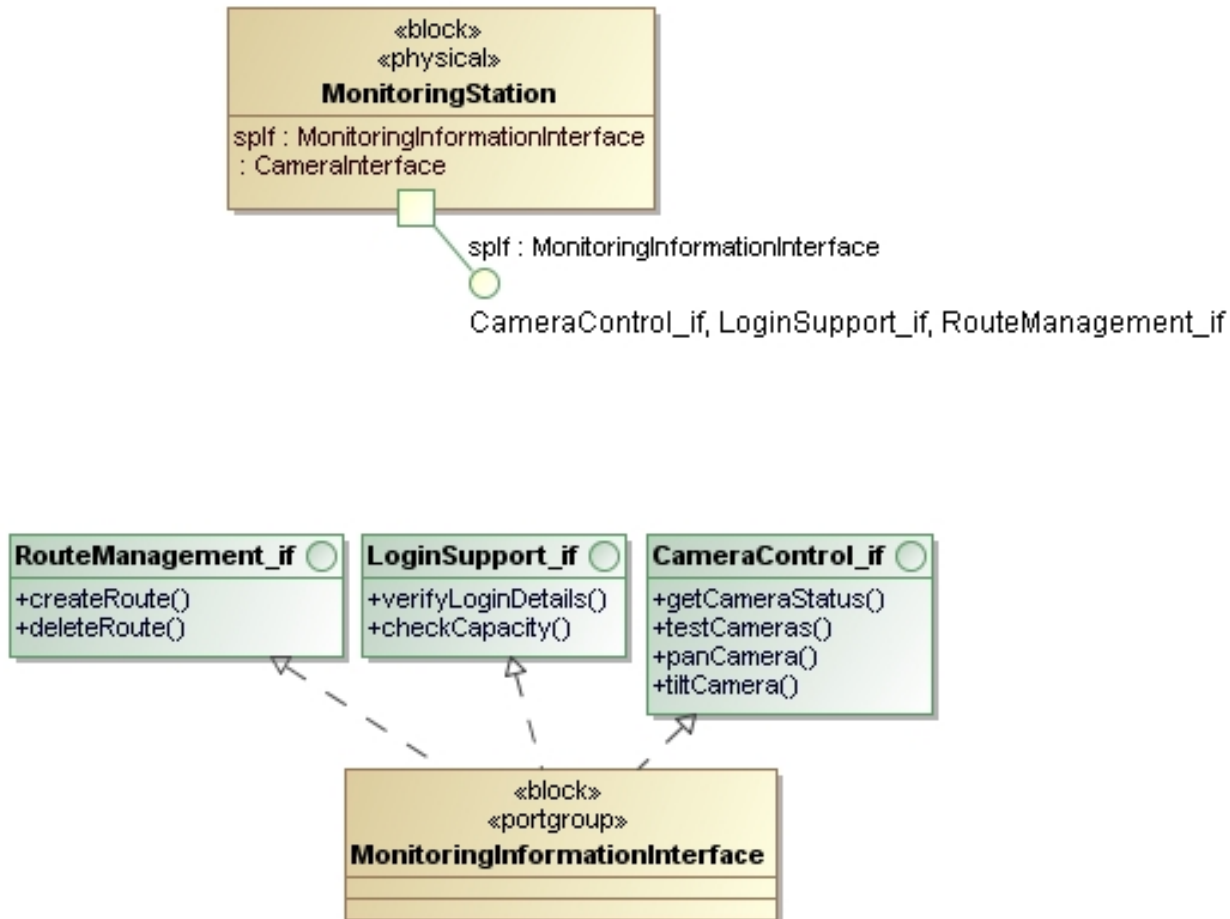 «block»
«physical»
MonitoringStation
spIf : MonitoringInformationInterface
: CameraInterface
spIf : MonitoringInformationInterface
CameraControl_if, LoginSupport_if, RouteManagement_if
RouteManagement_if
+createRoute()
+deleteRoute()
LoginSupport_if
+verifyLoginDetails()
+checkCapacity()
CameraControl_if
+getCameraStatus()
+testCameras()
+panCamera()
+tiltCamera()
«block»
«portgroup»
MonitoringInformationInterface